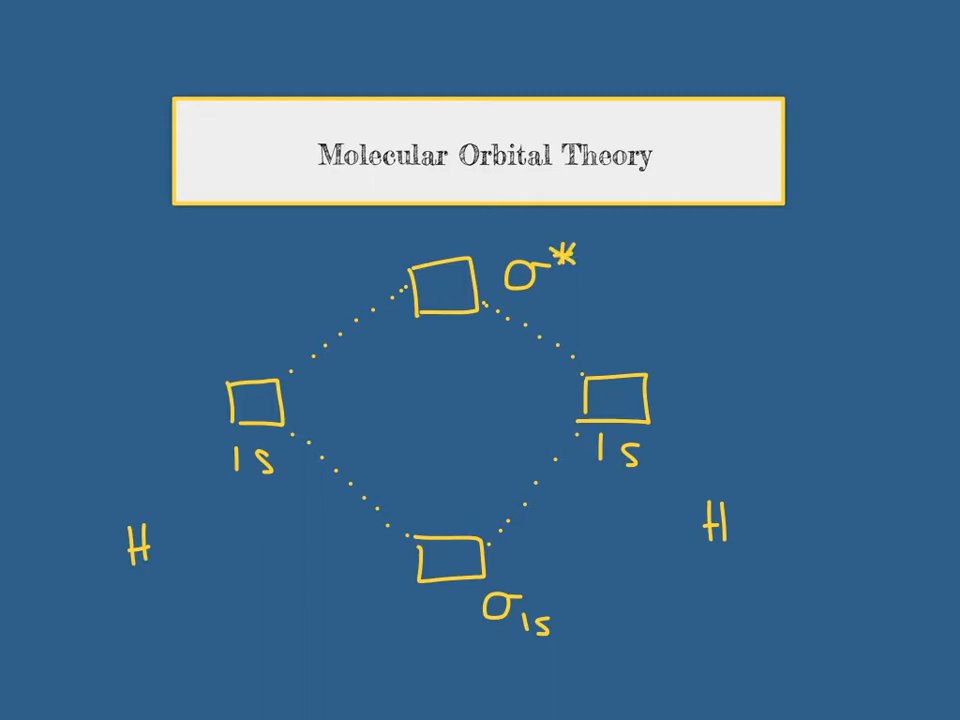 Molecular Orbital Theory
σ*
1s
1s
H
H
σ1s